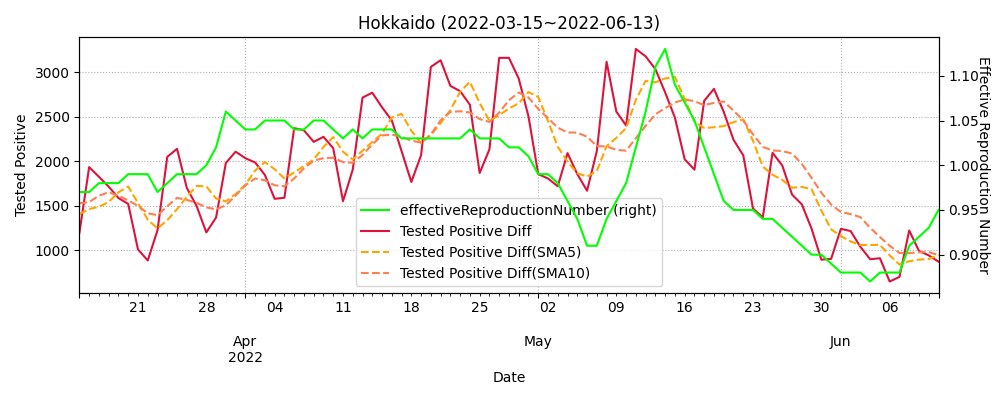 Hokkaido (2022-03-15~2022-06-13)
Tested Positive
3000
2500
2000
1500
1000
1.10
1.05
1.00
0.95
0.90
Effective Reproduction Number
effectiveReproductionNumber (right)
Tested Positive Diff
Tested Positive Diff(SMA5)
Tested Positive Diff(SMA10)
21 28 04 11 18 25 02 09 16 23 30 06
Apr May Jun
2022
Date